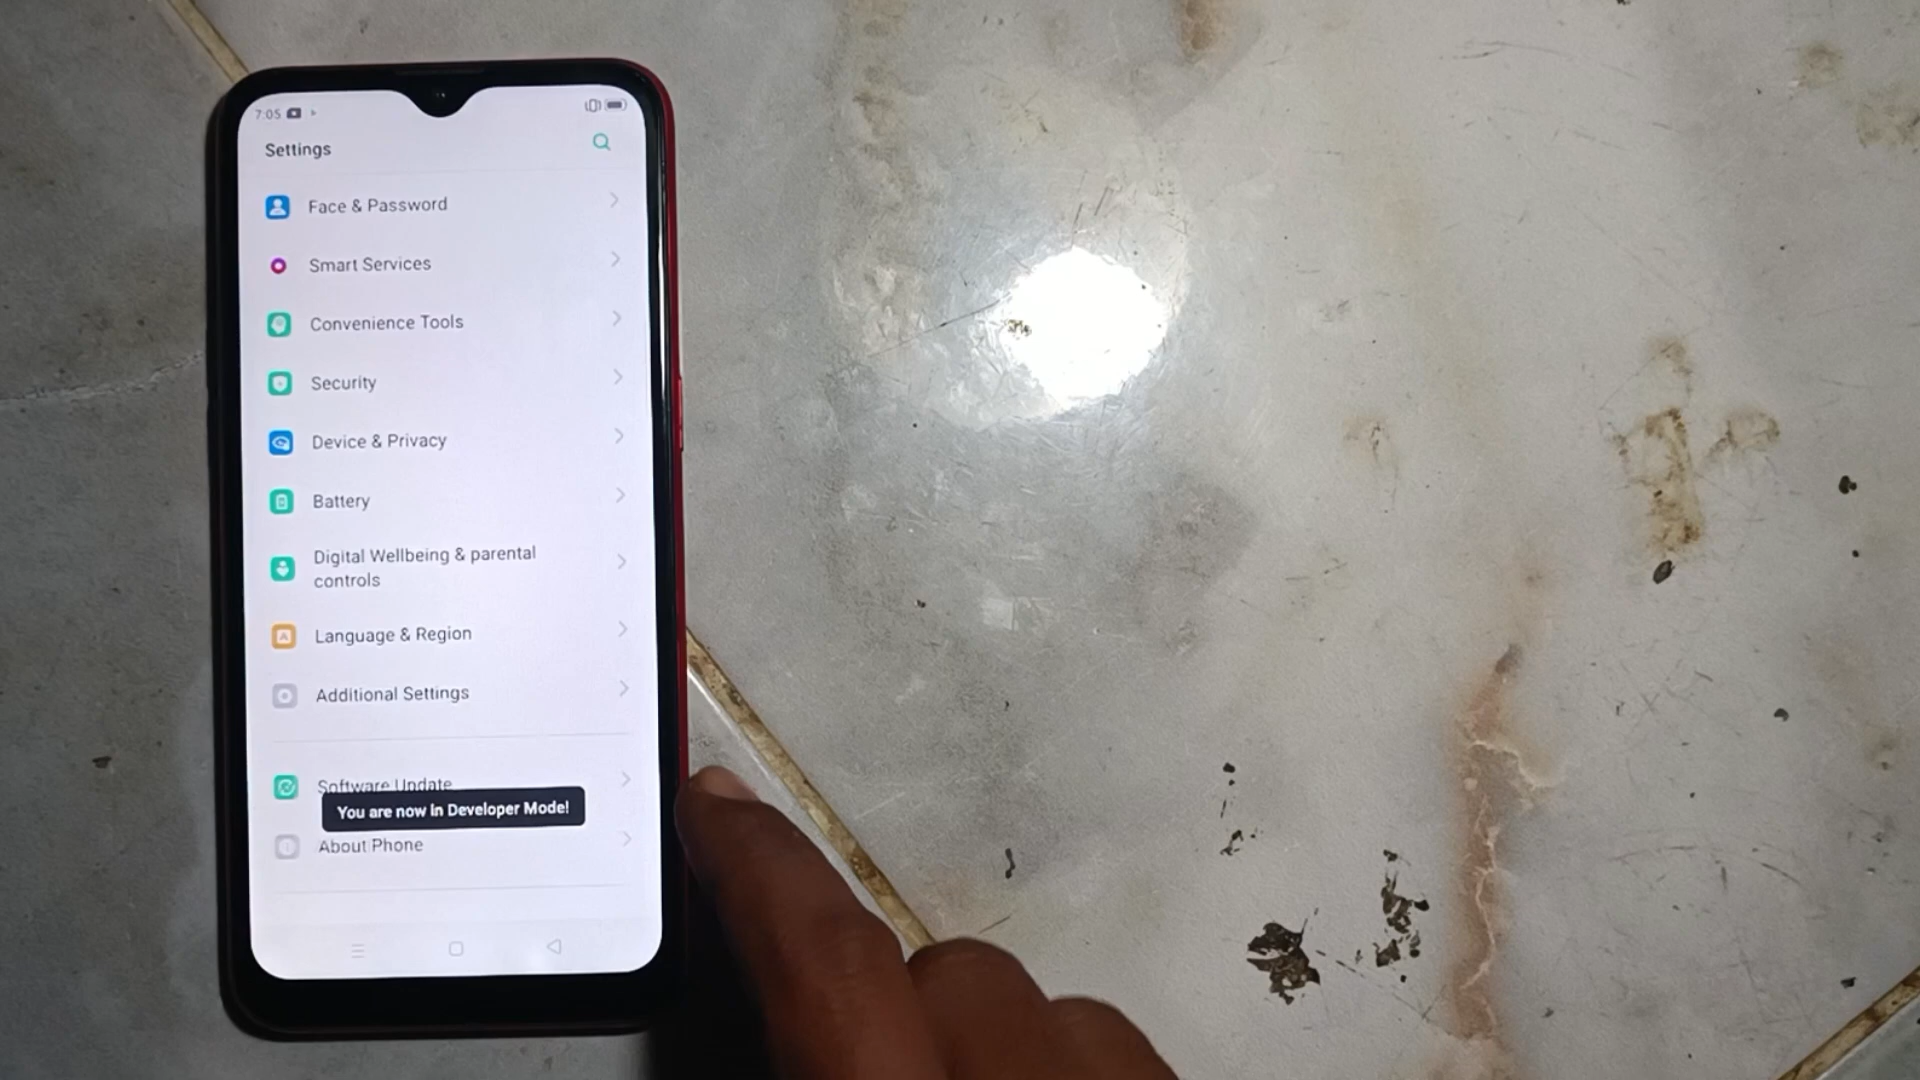 7:05
Settings
Face & Password
Smart Services
Convenience Tools
Security
Device & Privacy
Battery
Digital Wellbeing & parental
controls
Language & Region
Additional Settings
Software Update
You are now in Developer Mode!
About Phone